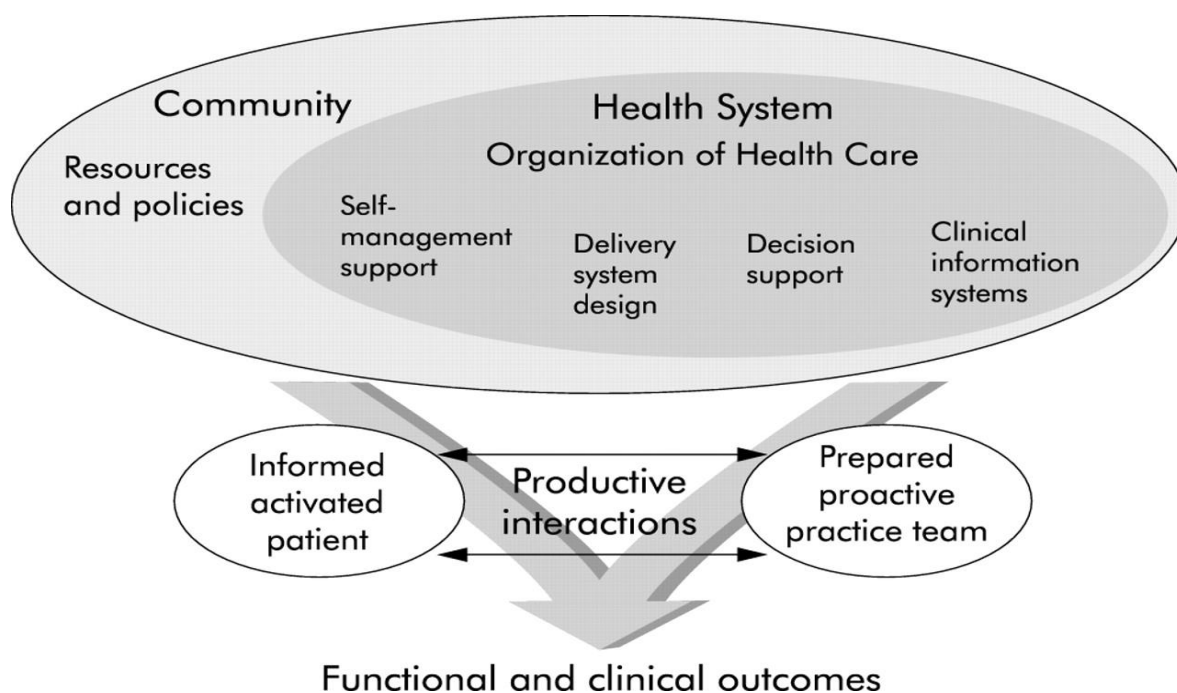 Community
Health System
Organization of Health Care
Resources
and policies
Self-
management
support
Delivery
system
design
Decision
support
Clinical
information
systems
Informed
activated
patient
Productive
interactions
Prepared
proactive
practice team
Functional and clinical outcomes